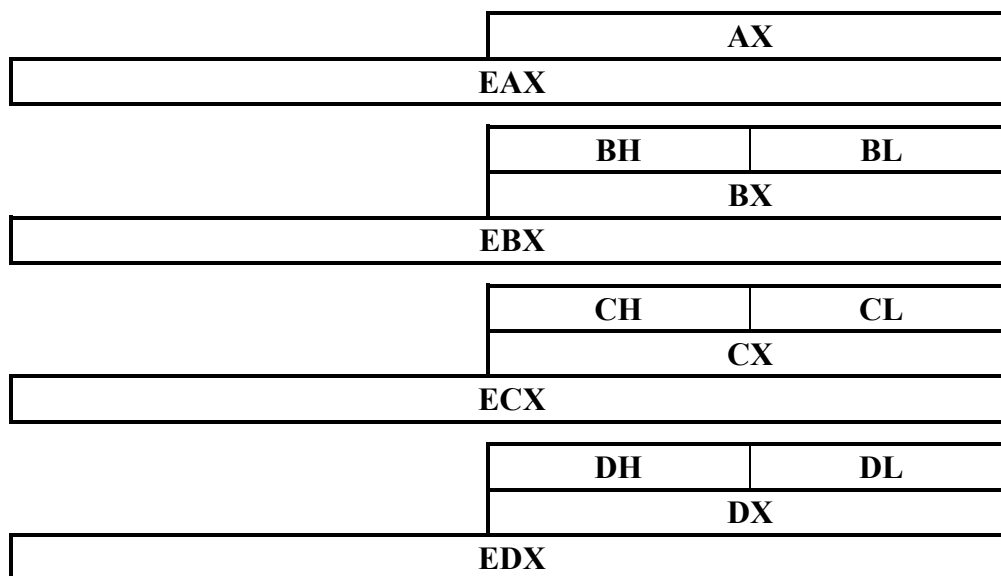 AX
EAX
BH BL
BX
EBX
CH CL
CX
ECX
DH DL
DX
EDX